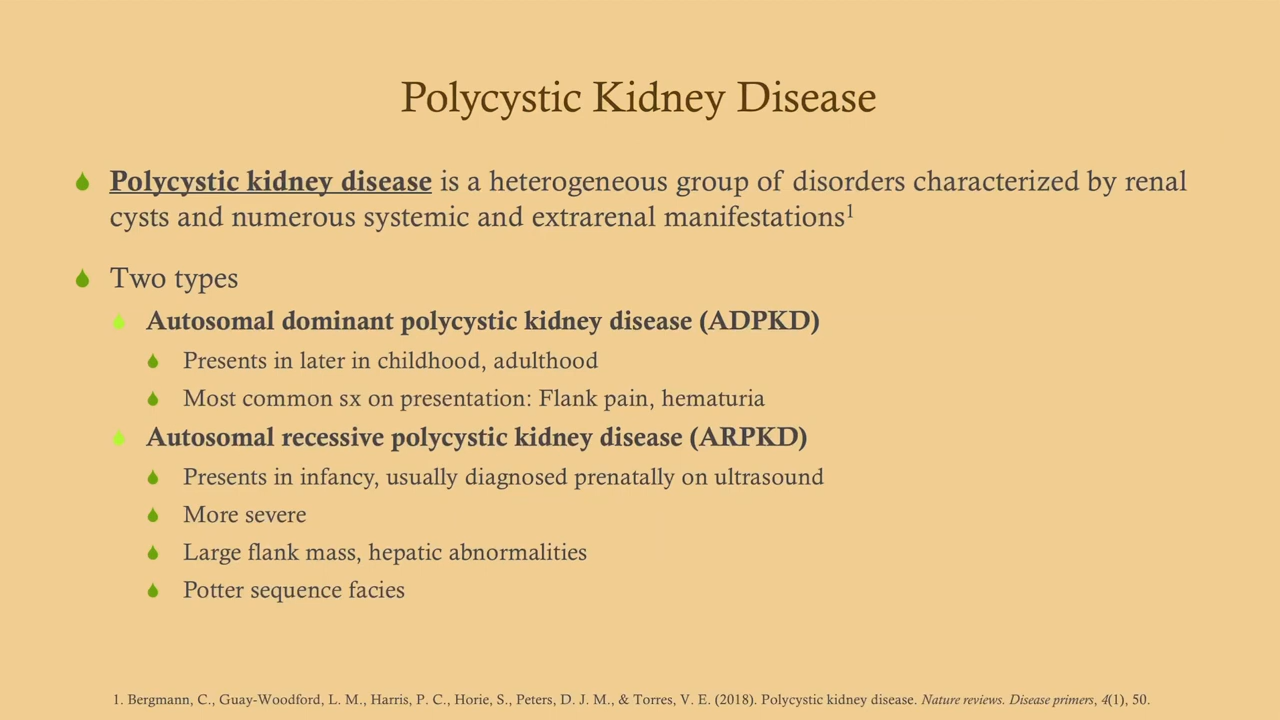 Polycystic Kidney Disease
Polycystic kidney disease is a heterogeneous group of disorders characterized by renal
cysts and numerous systemic and extrarenal manifestations¹
Two types
Autosomal dominant polycystic kidney disease (ADPKD)
Presents in later in childhood, adulthood
Most common sx on presentation: Flank pain, hematuria
Autosomal recessive polycystic kidney disease (ARPKD)
Presents in infancy, usually diagnosed prenatally on ultrasound
More severe
Large flank mass, hepatic abnormalities
Potter sequence facies
1. Bergmann, C., Guay-Woodford, L. M., Harris, P. C., Horie, S., Peters, D. J. M., & Torres, V. E. (2018). Polycystic kidney disease. Nature reviews. Disease primers, 4(1), 50.